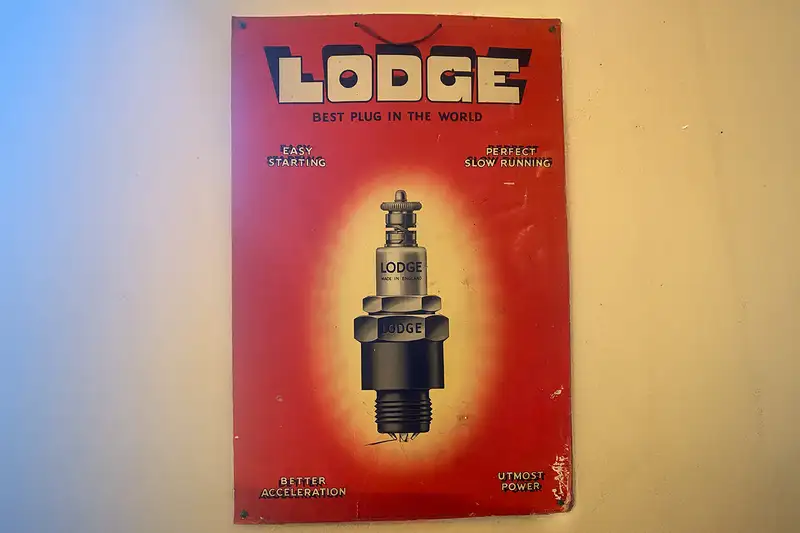 LODGE
BEST PLUG IN THE WORLD
EASY
STARTING
PERFECT
SLOW RUNNING
LODGE
MADE IN ENGLAND
LODGE
BETTER
ACCELERATION
UTMOST
POWER